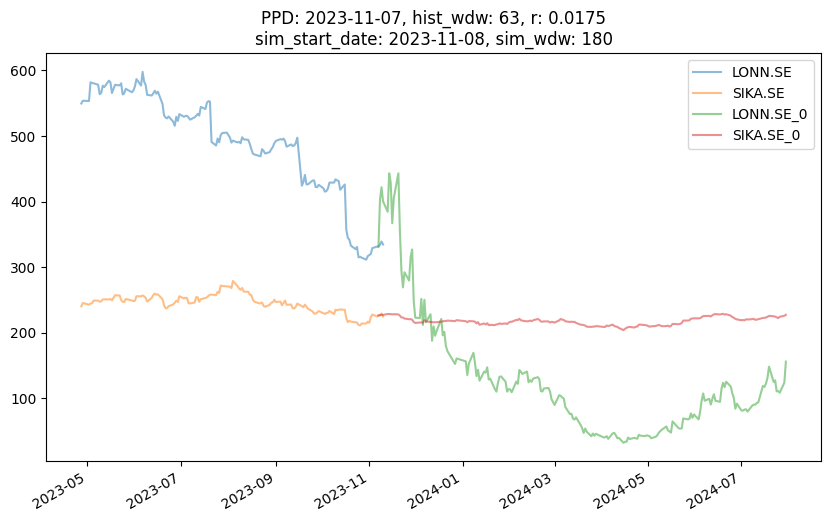 PPD: 2023-11-07, hist_wdw: 63, r: 0.0175
sim_start_date: 2023-11-08, sim_wdw: 180
LONN.SE
SIKA.SE
LONN.SE_0
SIKA.SE_0
600
500
400
300
200
100
2023-05
2023-07
2023-09
2023-11
2024-01
2024-03
2024-05
2024-07